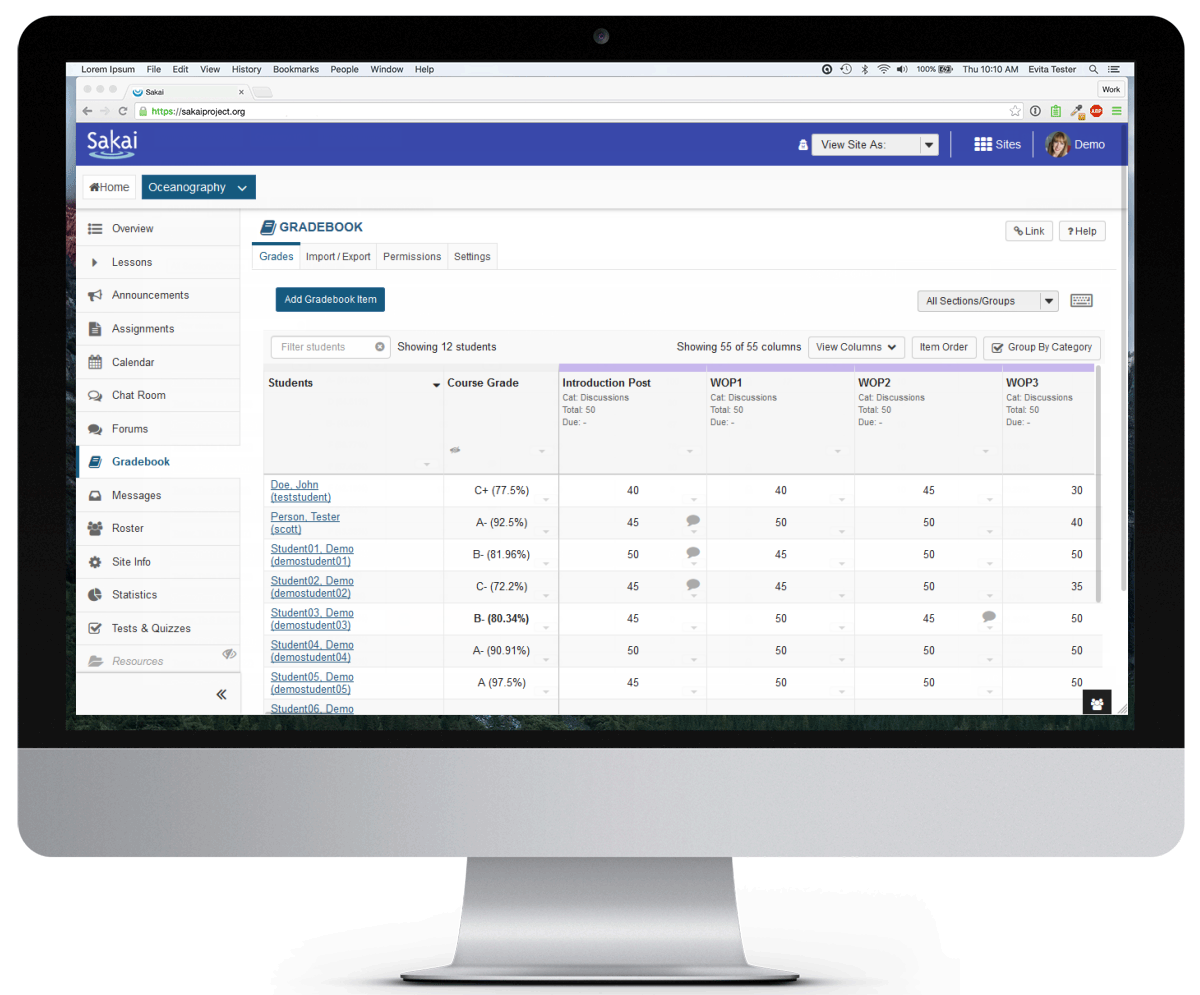 Lorem Ipsum File Edit View History Bookmarks People Window Help 100% Thu 10:10 AM Evita Tester
Sakai x Work
https://sakaiproject.org ABP
Sakai View Site As: Sites Demo
Home Oceanography
Overview
Lessons
Announcements
Assignments
Calendar
Chat Room
Forums
Gradebook
Messages
Roster
Site Info
Statistics
Tests & Quizzes
Resources
GRADEBOOK Link ? Help
Grades Import / Export Permissions Settings
Add Gradebook Item All Sections/Groups
Filter students Showing 12 students Showing 55 of 55 columns View Columns Item Order Group By Category
Students Course Grade Introduction Post WOP1 WOP2 WOP3
Cat: Discussions Cat: Discussions Cat: Discussions Cat: Discussions
Total: 50 Total: 50 Total: 50 Total: 50
Due: - Due: - Due: - Due: -
Doe, John
(teststudent) C+ (77.5%) 40 40 45 30
Person, Tester
(scott) A- (92.5%) 45 50 50 40
Student01, Demo
(demostudent01) B- (81.96%) 50 45 50 50
Student02, Demo
(demostudent02) C- (72.2%) 45 45 50 35
Student03, Demo
(demostudent03) B- (80.34%) 45 50 45 50
Student04, Demo
(demostudent04) A- (90.91%) 50 50 50 50
Student05, Demo
(demostudent05) A (97.5%) 45 50 50 50
Student06, Demo